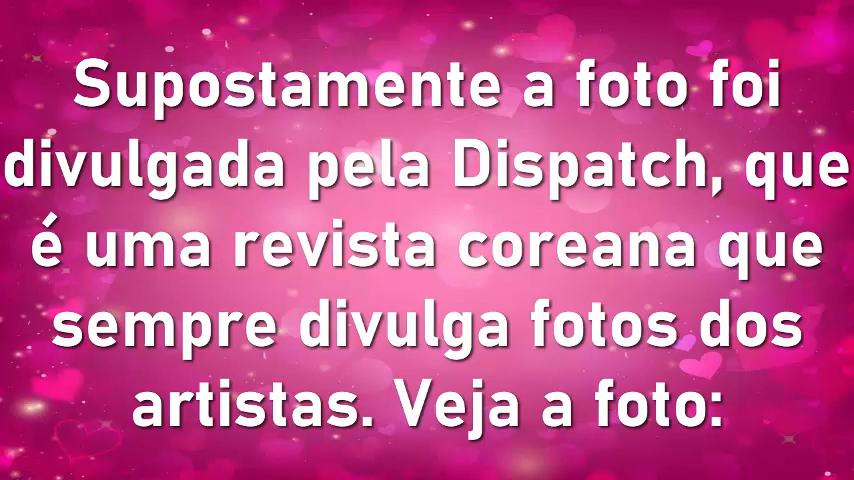 Supostamente a foto foi
divulgada pela Dispatch, que
é uma revista coreana que
sempre divulga fotos dos
artistas. Veja a foto: